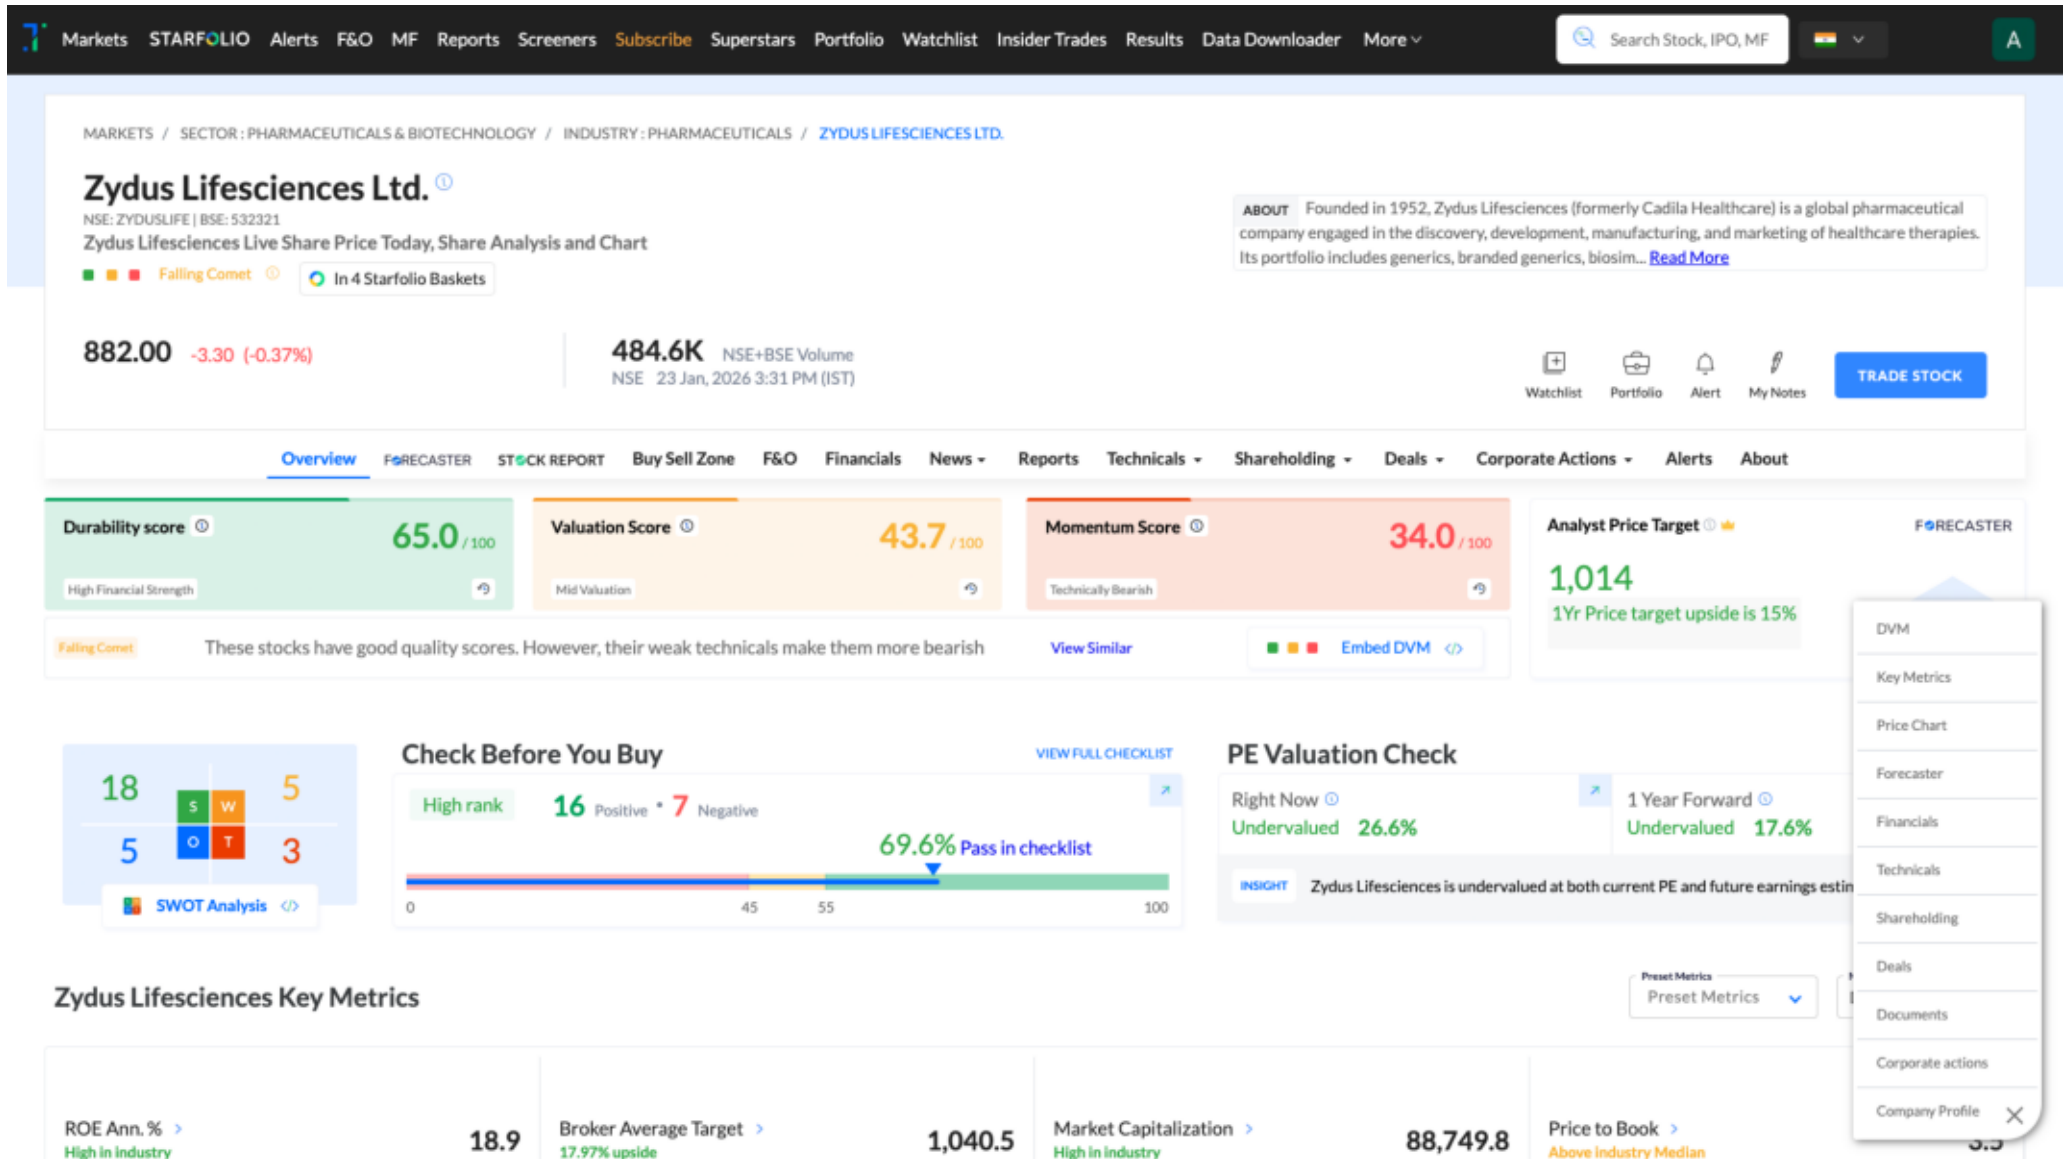 Markets STARFOLIO Alerts F&O MF Reports Screeners Subscribe Superstars Portfolio Watchlist Insider Trades Results Data Downloader More Search Stock, IPO, MF A
MARKETS / SECTOR : PHARMACEUTICALS & BIOTECHNOLOGY / INDUSTRY : PHARMACEUTICALS / ZYDUS LIFESCIENCES LTD.
Zydus Lifesciences Ltd.
NSE: ZYDUSLIFE | BSE: 532321
Zydus Lifesciences Live Share Price Today, Share Analysis and Chart
Falling Comet In 4 Starfolio Baskets
ABOUT Founded in 1952, Zydus Lifesciences (formerly Cadila Healthcare) is a global pharmaceutical
company engaged in the discovery, development, manufacturing, and marketing of healthcare therapies.
Its portfolio includes generics, branded generics, biosim... Read More
882.00 -3.30 (-0.37%)
484.6K NSE+BSE Volume
NSE 23 Jan, 2026 3:31 PM (IST)
Watchlist Portfolio Alert My Notes TRADE STOCK
Overview FORECASTER STOCK REPORT Buy Sell Zone F&O Financials News Reports Technicals Shareholding Deals Corporate Actions Alerts About
Durability score 65.0 / 100
High Financial Strength
Valuation Score 43.7 / 100
Mid Valuation
Momentum Score 34.0 / 100
Technically Bearish
Analyst Price Target FORECASTER
1,014
1Yr Price target upside is 15%
Falling Comet These stocks have good quality scores. However, their weak technicals make them more bearish View Similar Embed DVM </>
18 S W 5
5 O T 3
SWOT Analysis </>
Check Before You Buy VIEW FULL CHECKLIST
High rank 16 Positive • 7 Negative
69.6% Pass in checklist
0 45 55 100
PE Valuation Check
Right Now
Undervalued 26.6%
1 Year Forward
Undervalued 17.6%
INSIGHT Zydus Lifesciences is undervalued at both current PE and future earnings estin
DVM
Key Metrics
Price Chart
Forecaster
Financials
Technicals
Shareholding
Deals
Documents
Corporate actions
Company Profile
Zydus Lifesciences Key Metrics
Preset Metrics
Preset Metrics
ROE Ann. % 18.9
High in industry
Broker Average Target 1,040.5
17.97% upside
Market Capitalization 88,749.8
High in industry
Price to Book 3.5
Above industry Median